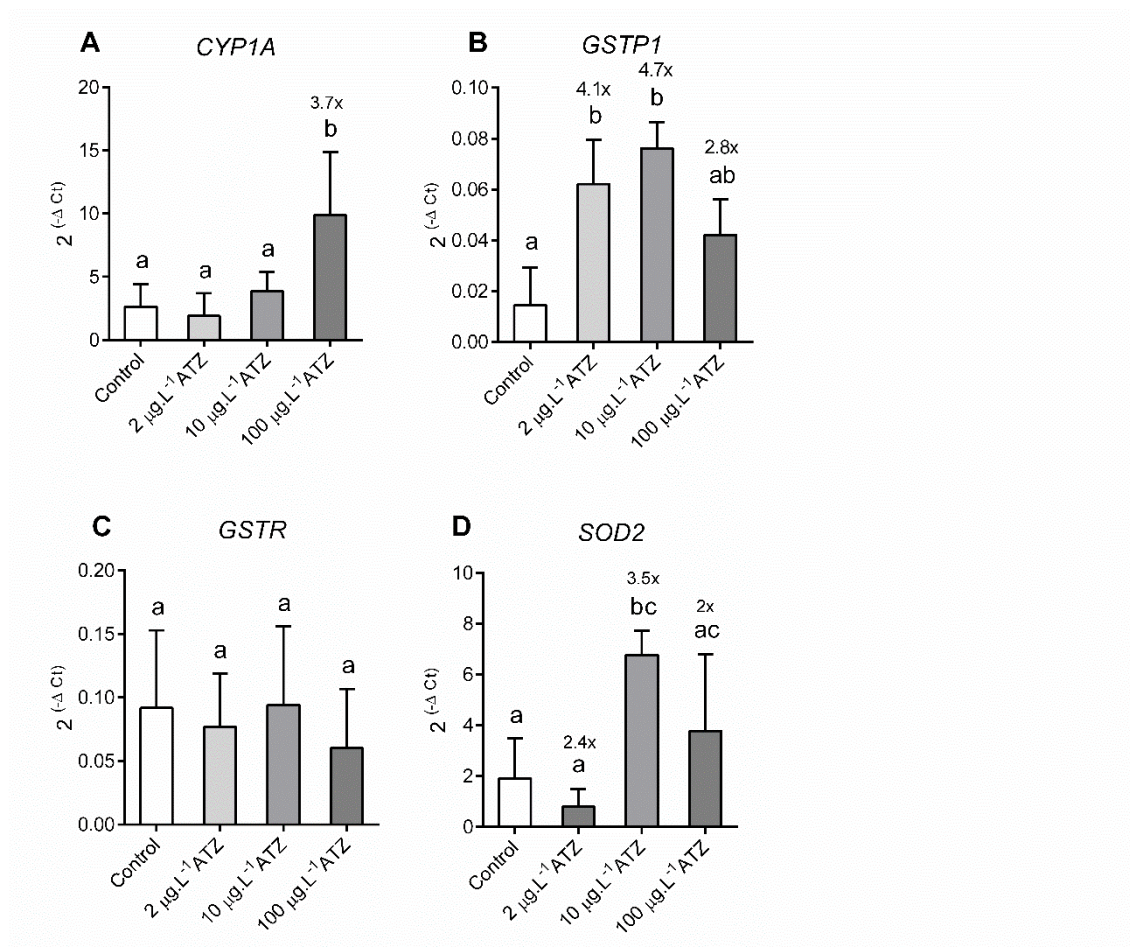 A
CYP1A
2 (-Δ Ct)
20
15
10
5
0
a
a
a
3.7x
b
Control
2 μg.L⁻¹ATZ
10 μg.L⁻¹ATZ
100 μg.L⁻¹ATZ
B
GSTP1
2 (-Δ Ct)
0.10
0.08
0.06
0.04
0.02
0.00
a
4.1x
b
4.7x
b
2.8x
ab
Control
2 μg.L⁻¹ATZ
10 μg.L⁻¹ATZ
100 μg.L⁻¹ATZ
C
GSTR
2 (-Δ Ct)
0.20
0.15
0.10
0.05
0.00
a
a
a
a
Control
2 μg.L⁻¹ATZ
10 μg.L⁻¹ATZ
100 μg.L⁻¹ATZ
D
SOD2
2 (-Δ Ct)
10
8
6
4
2
0
a
2.4x
a
3.5x
bc
2x
ac
Control
2 μg.L⁻¹ATZ
10 μg.L⁻¹ATZ
100 μg.L⁻¹ATZ